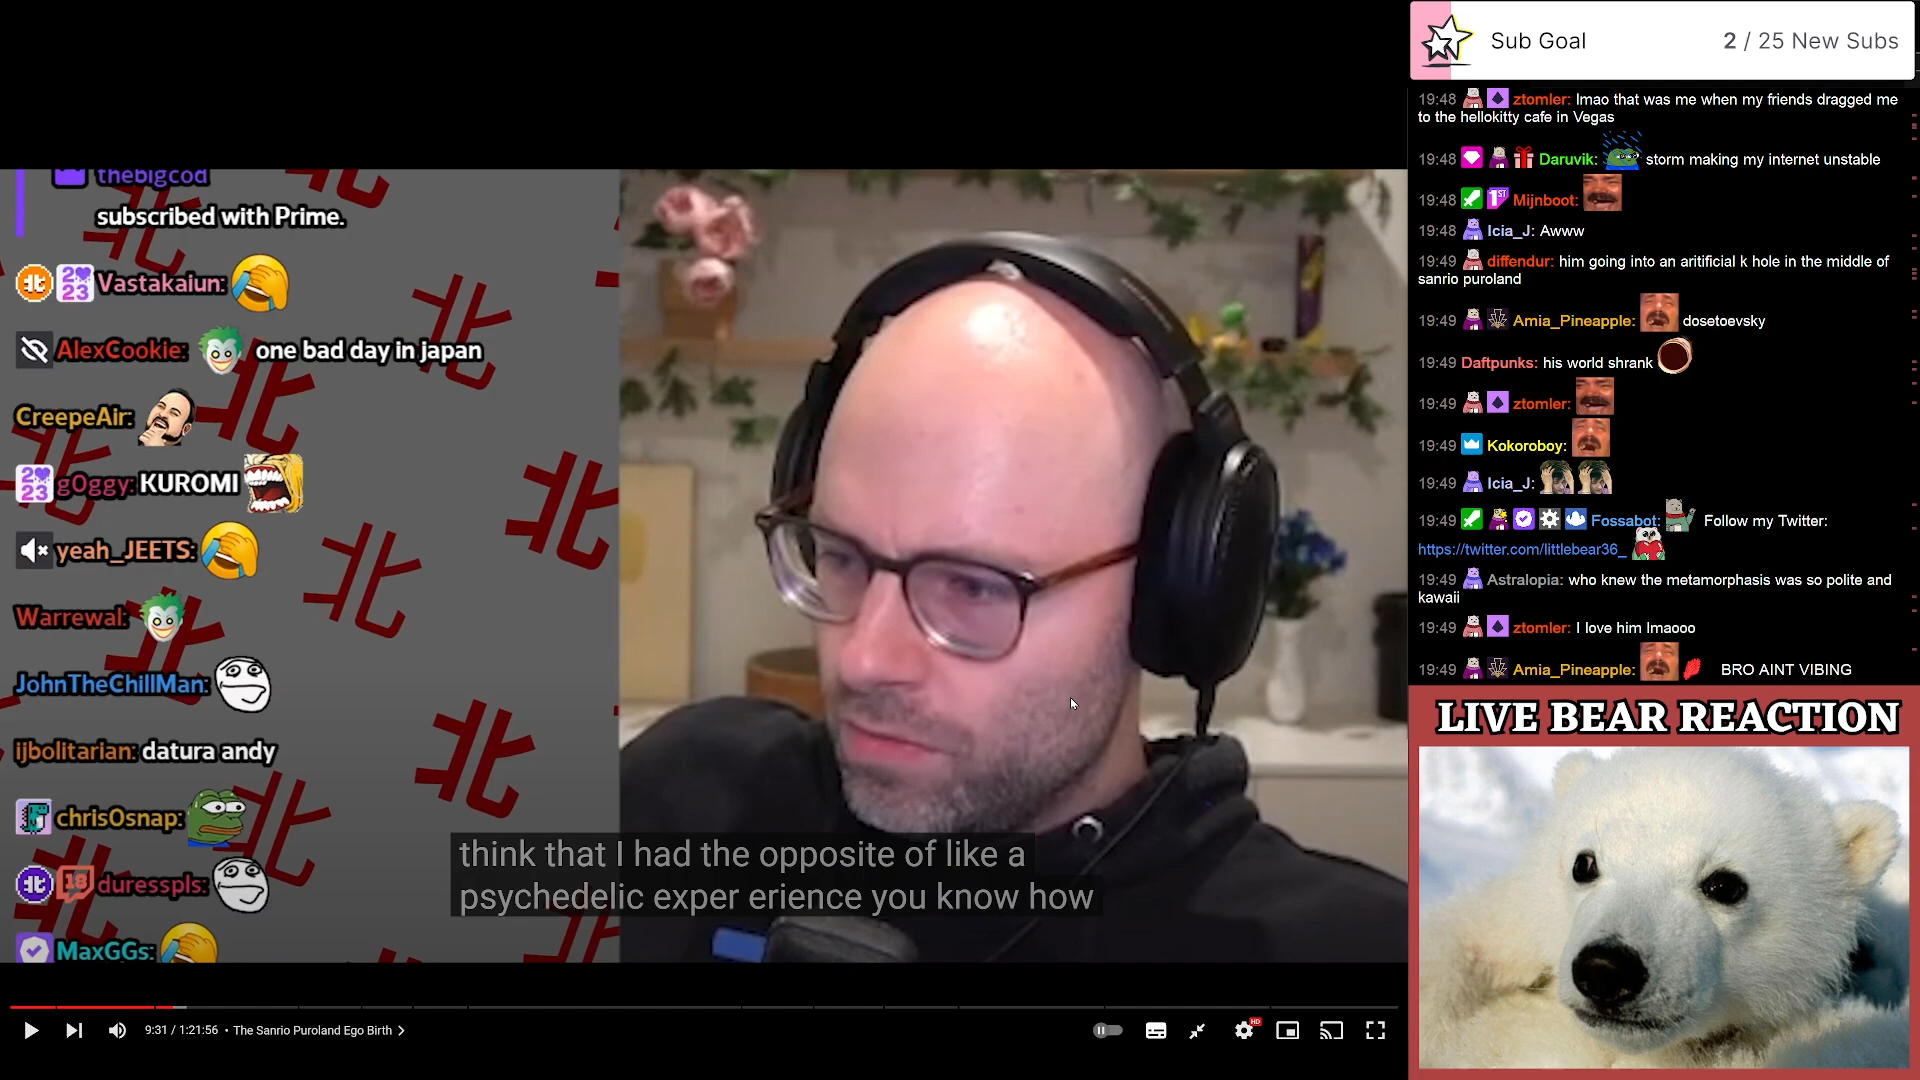 thebigcod
subscribed with Prime.
Vastakaiun:
AlexCookie: one bad day in japan
CreepeAir:
g0ggy: KUROMI
yeah_JEETS:
Warrewal:
JohnTheChillMan:
ijbolitarian: datura andy
chrisOsnap:
duresspls:
MaxGGs:
北
think that I had the opposite of like a
psychedelic exper erience you know how
9:31 / 1:21:56 • The Sanrio Puroland Ego Birth
HD
Sub Goal 2 / 25 New Subs
19:48 ztomler: lmao that was me when my friends dragged me
to the hellokitty cafe in Vegas
19:48 Daruvik: storm making my internet unstable
19:48 1ST Mijnboot:
19:48 Icia_J: Awww
19:49 diffendur: him going into an aritificial k hole in the middle of
sanrio puroland
19:49 Amia_Pineapple: dosetoevsky
19:49 Daftpunks: his world shrank
19:49 ztomler:
19:49 Kokoroboy:
19:49 Icia_J:
19:49 Fossabot: Follow my Twitter:
https://twitter.com/littlebear36_
19:49 Astralopia: who knew the metamorphasis was so polite and
kawaii
19:49 ztomler: I love him lmaooo
19:49 Amia_Pineapple: BRO AINT VIBING
LIVE BEAR REACTION